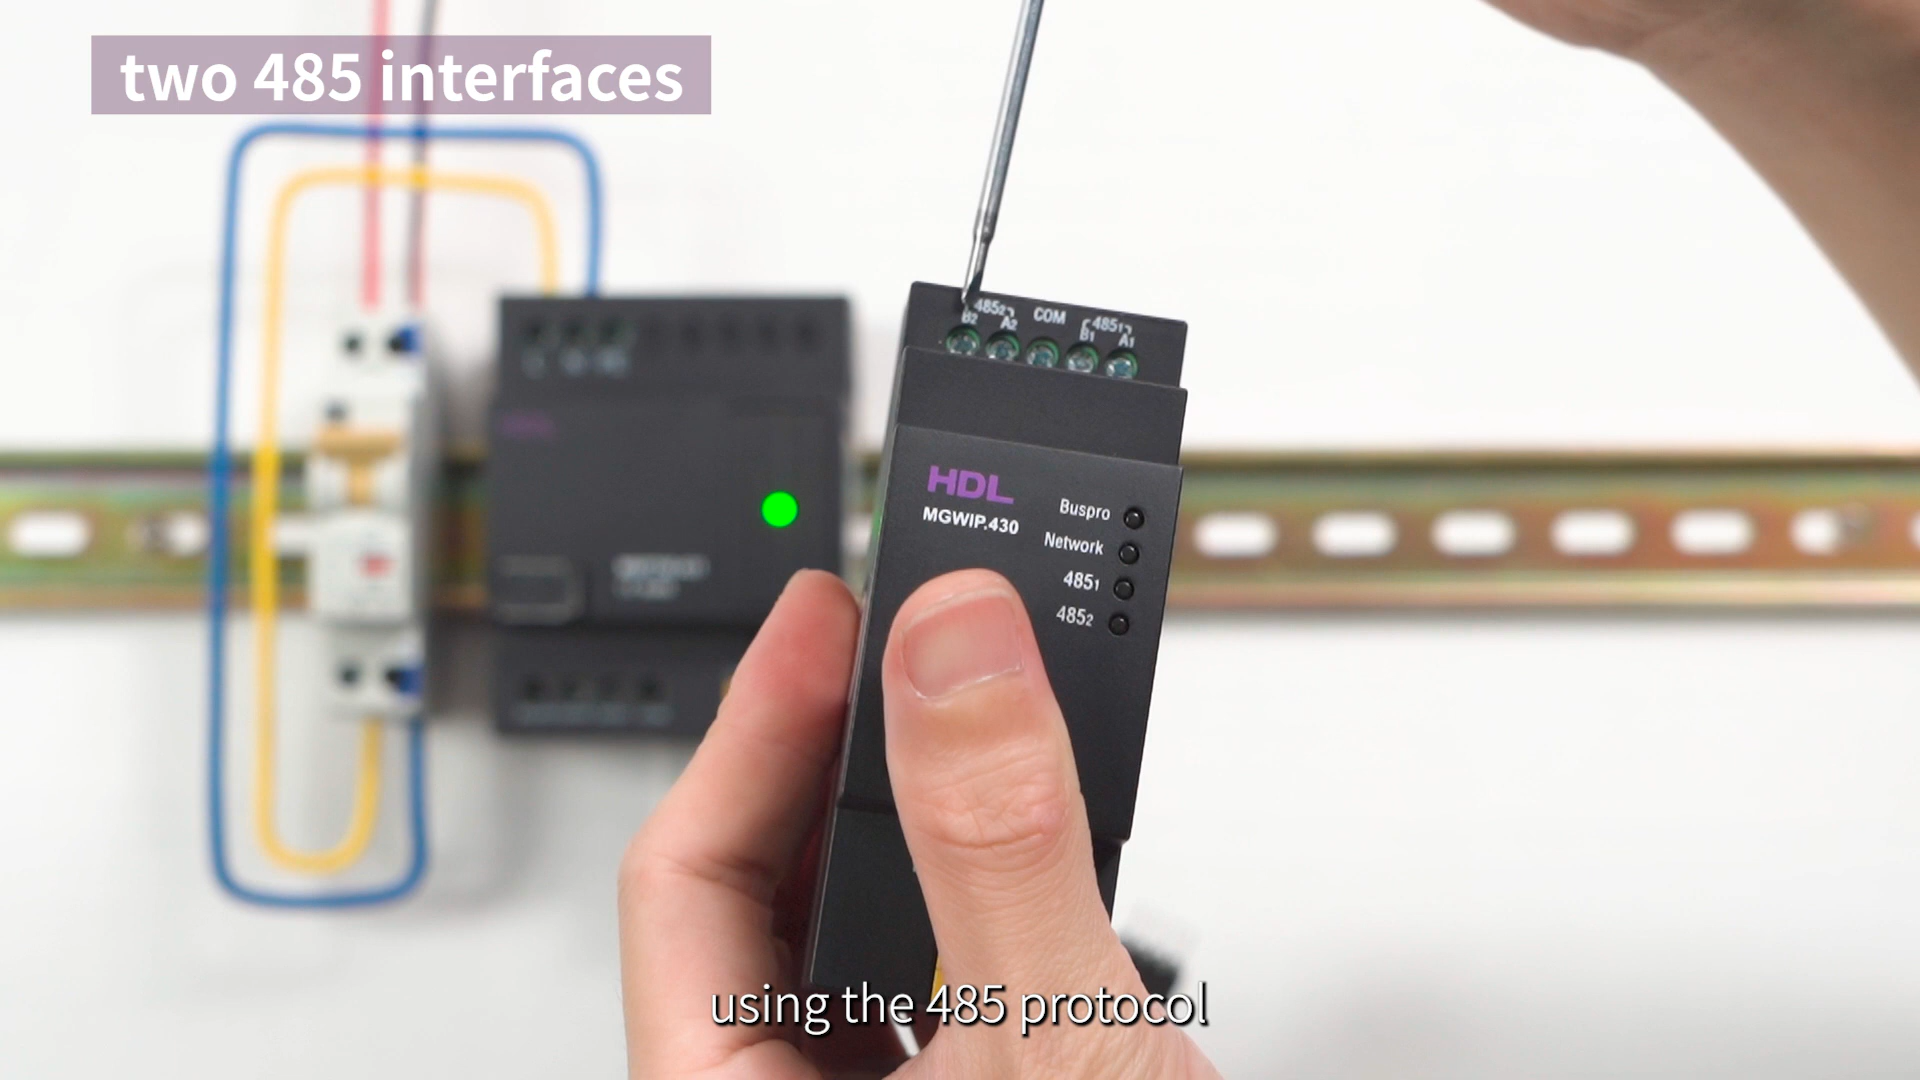 two 485 interfaces
4852 COM 4851
B2 A2 B1 A1
HDL
MGWIP.430
Buspro
Network
4851
4852
using the 485 protocol